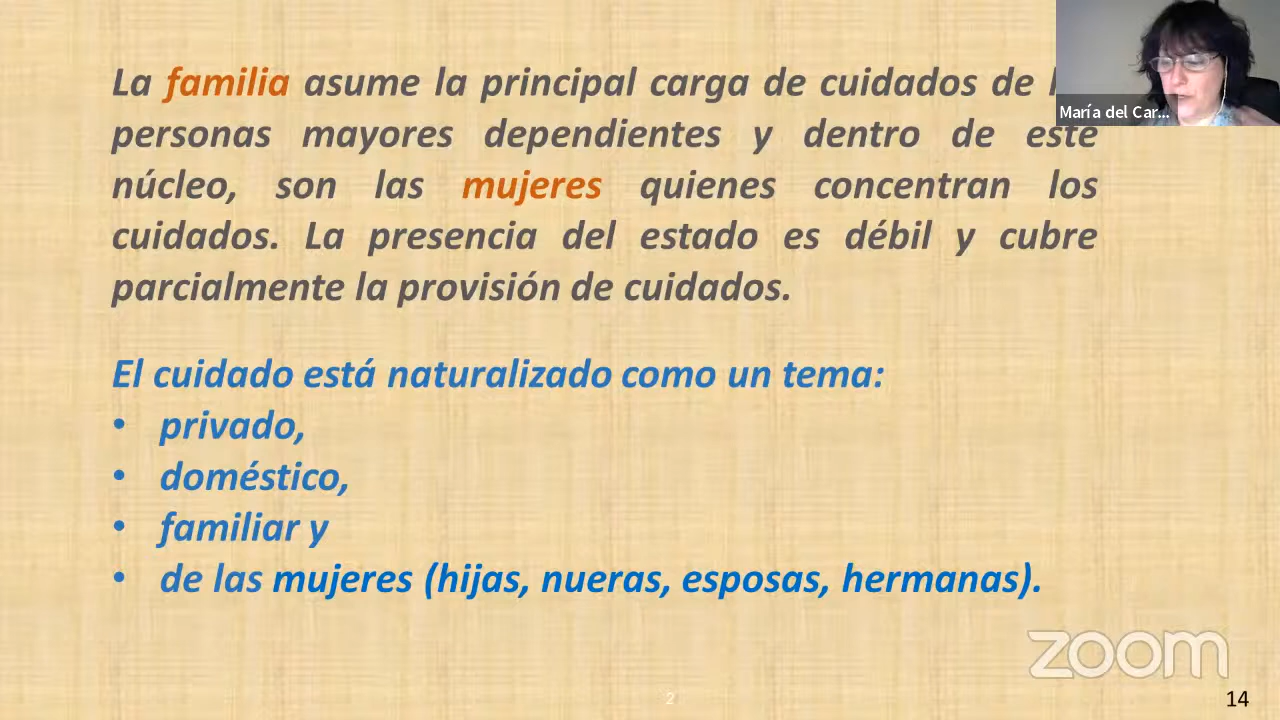 La familia asume la principal carga de cuidados de
personas mayores dependientes y dentro de este
núcleo, son las mujeres quienes concentran los
cuidados. La presencia del estado es débil y cubre
parcialmente la provisión de cuidados.
El cuidado está naturalizado como un tema:
• privado,
• doméstico,
• familiar y
• de las mujeres (hijas, nueras, esposas, hermanas).
María del Car...
zoom
2
14